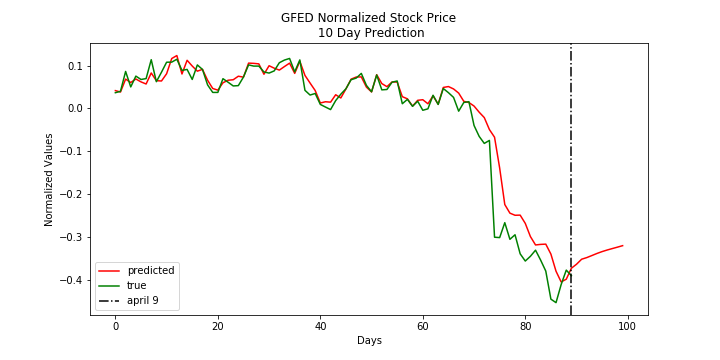 GFED Normalized Stock Price
10 Day Prediction
Normalized Values
0.1
0.0
−0.1
−0.2
−0.3
−0.4
predicted
true
april 9
0 20 40 60 80 100
Days